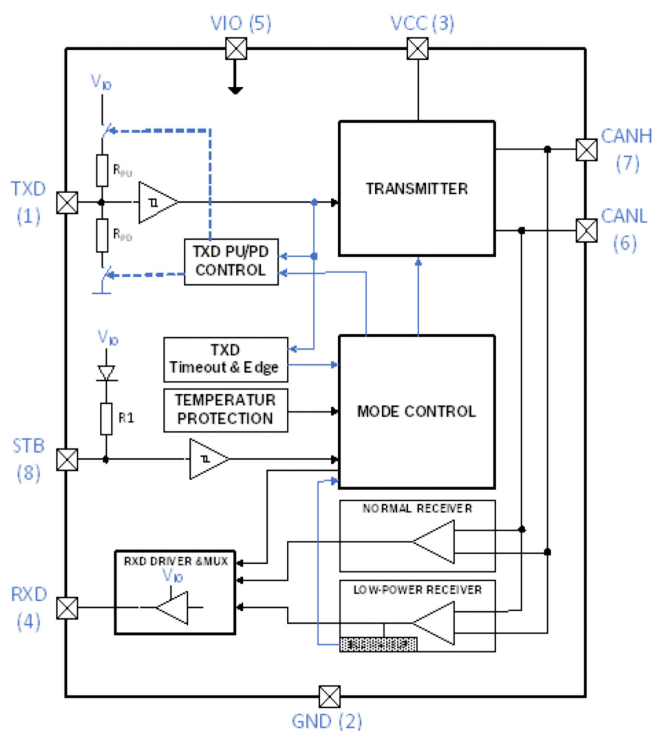 VIO (5)
VCC (3)
VIO
CANH
(7)
RPU
TXD
(1)
TRANSMITTER
CANL
(6)
RPD
TXD PU/PD
CONTROL
VIO
TXD
Timeout & Edge
TEMPERATUR
PROTECTION
R1
MODE CONTROL
STB
(8)
NORMAL RECEIVER
RXD DRIVER &MUX
VIO
LOW-POWER RECEIVER
RXD
(4)
GND (2)